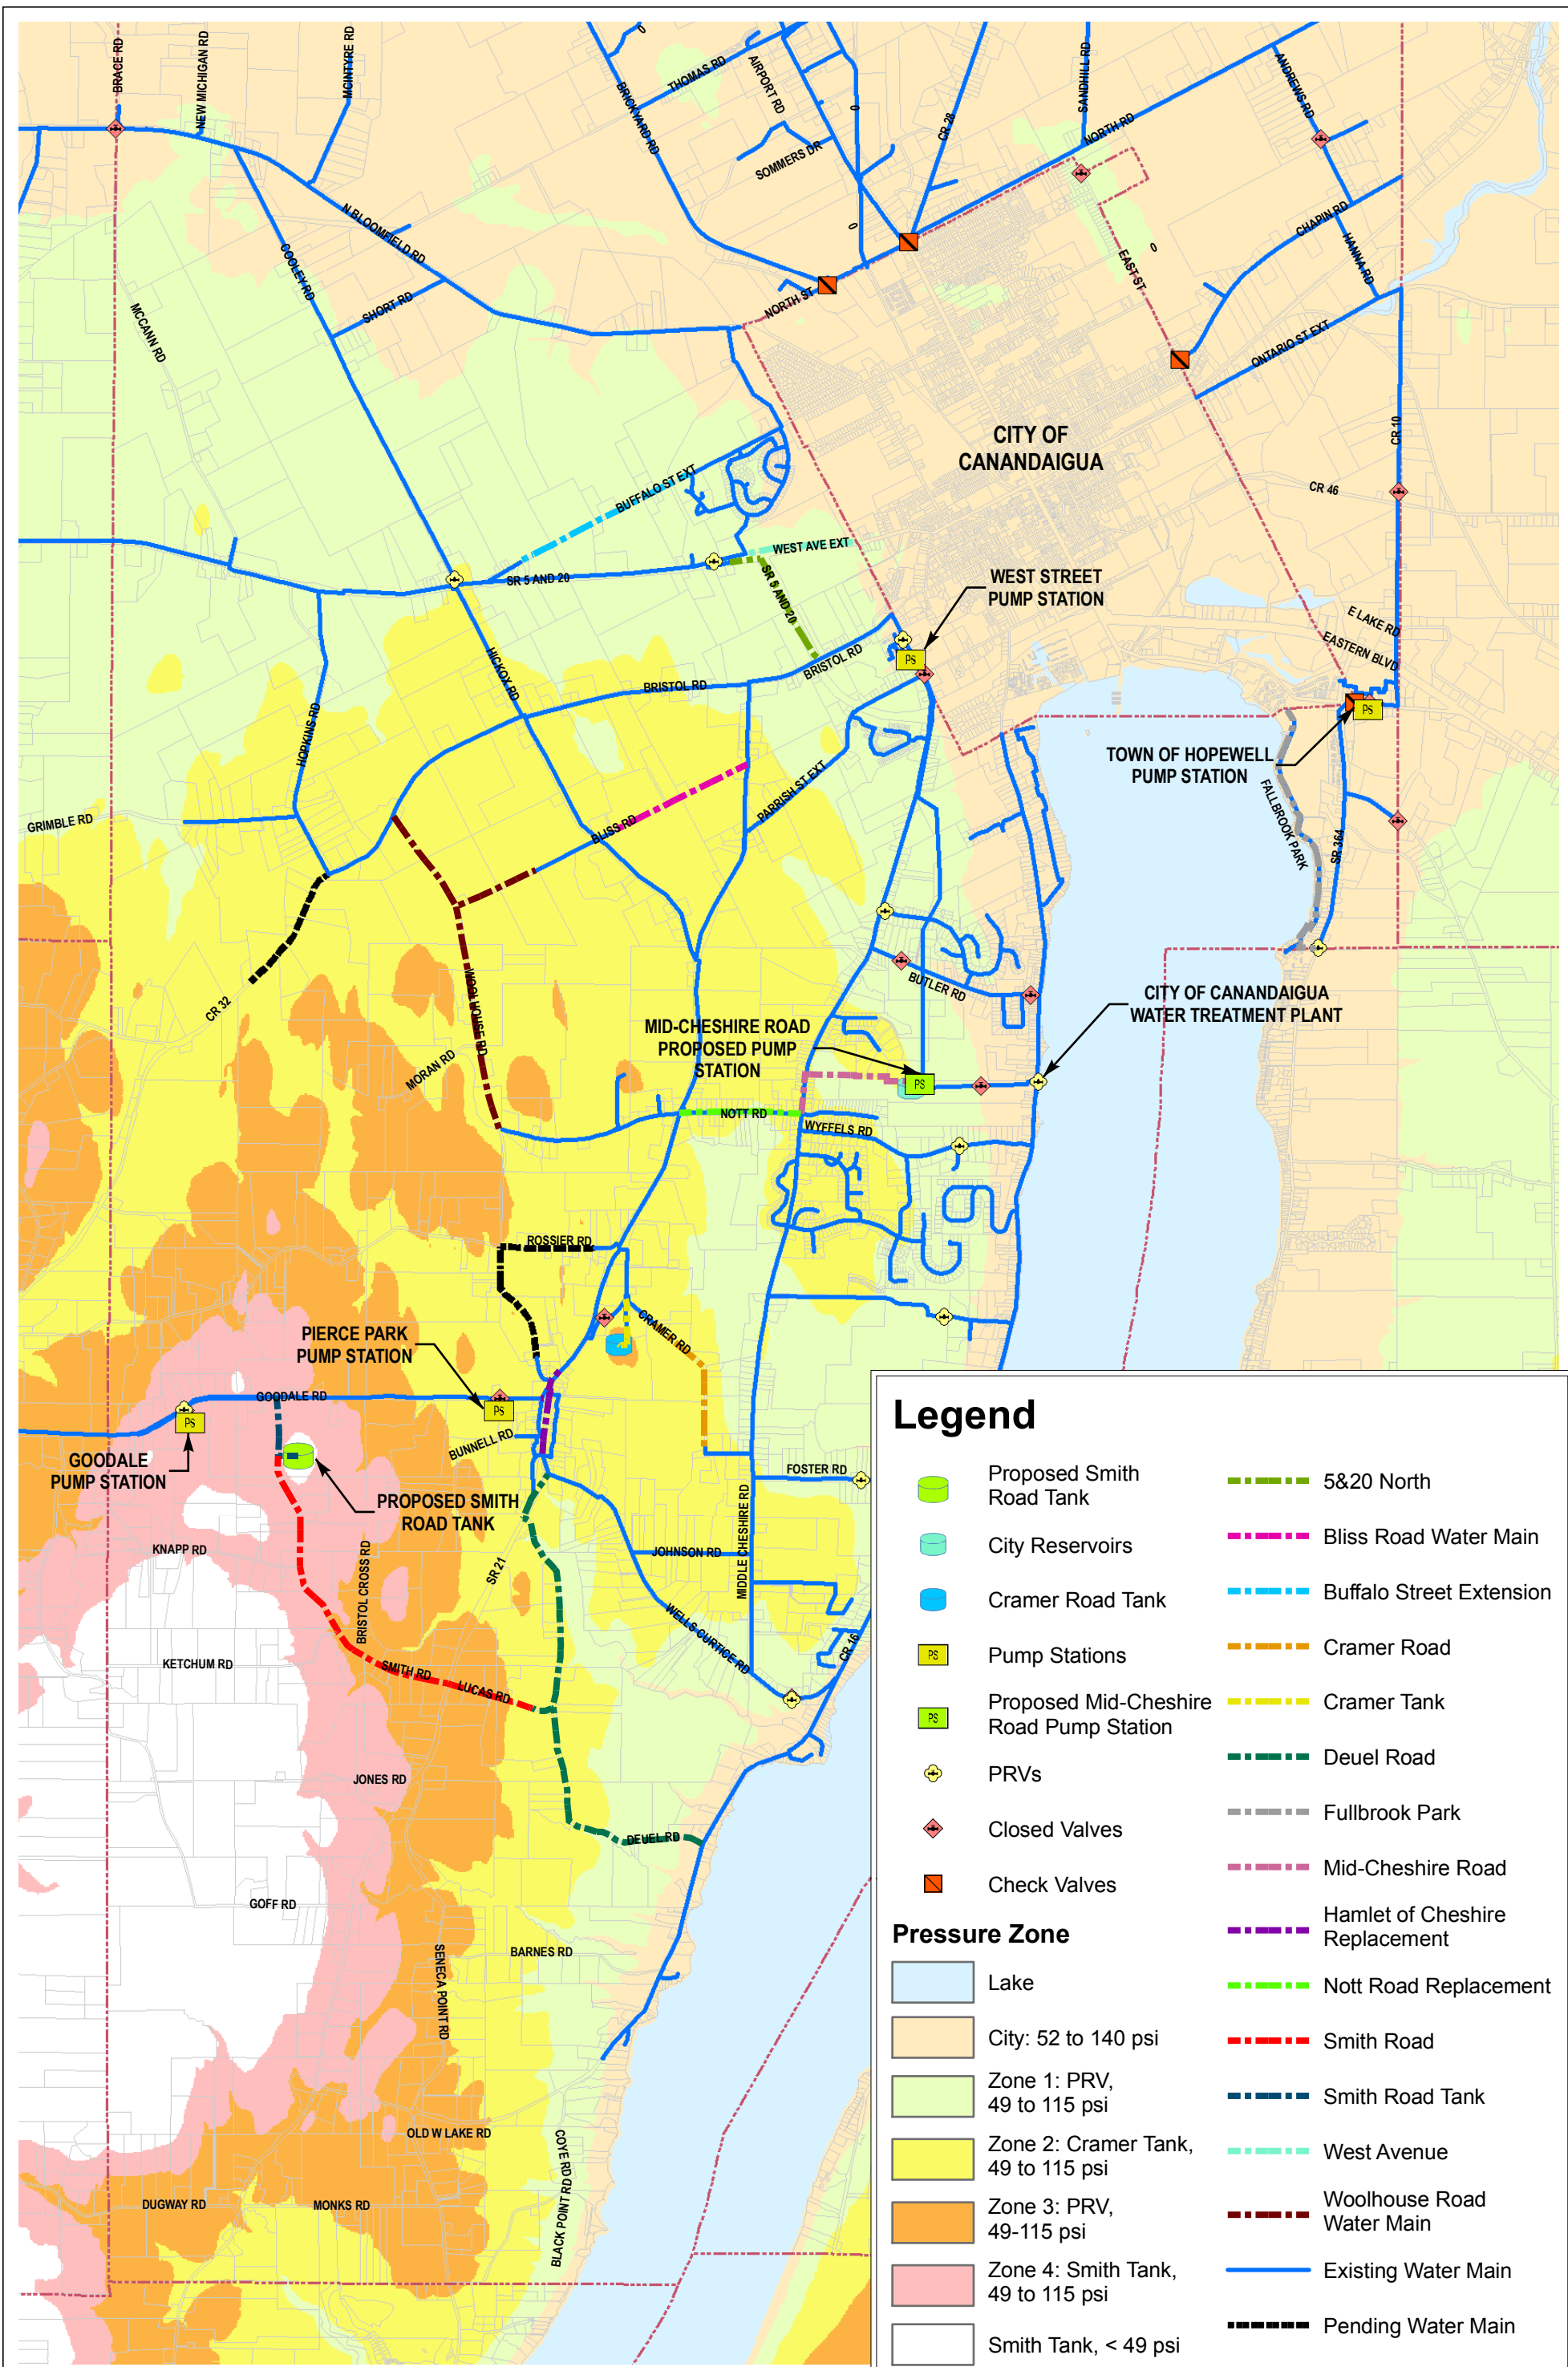 BRACE RD
NEW MICHIGAN RD
MCINTYRE RD
BRICKYARD RD
THOMAS RD
AIRPORT RD
SOMMERS DR
CR 28
SANDHILL RD
NORTH RD
ANDREWS RD
CHAPIN RD
HANNA RD
0
0
0
0
N BLOOMFIELD RD
COOLEY RD
SHORT RD
MCCANN RD
NORTH ST
EAST ST
ONTARIO ST EXT
CR 10
CITY OF
CANANDAIGUA
CR 46
BUFFALO ST EXT
WEST AVE EXT
SR 5 AND 20
SR 5 AND 20
WEST STREET
PUMP STATION
PS
E LAKE RD
EASTERN BLVD
HICKOX RD
BRISTOL RD
BRISTOL RD
HOPKINS RD
PS
TOWN OF HOPEWELL
PUMP STATION
FALLBROOK PARK
SR 364
GRIMBLE RD
BLISS RD
PARRISH ST EXT
BUTLER RD
CITY OF CANANDAIGUA
WATER TREATMENT PLANT
CR 32
WOOLHOUSE RD
MORAN RD
MID-CHESHIRE ROAD
PROPOSED PUMP
STATION
PS
NOTT RD
WYFFELS RD
ROSSIER RD
CRAMER RD
PIERCE PARK
PUMP STATION
PS
GOODALE RD
PS
GOODALE
PUMP STATION
BUNNELL RD
PROPOSED SMITH
ROAD TANK
FOSTER RD
KNAPP RD
BRISTOL CROSS RD
SR 21
JOHNSON RD
MIDDLE CHESHIRE RD
KETCHUM RD
SMITH RD
LUCAS RD
WELLS CURTICE RD
CR 16
JONES RD
DEUEL RD
GOFF RD
SENECA POINT RD
BARNES RD
OLD W LAKE RD
COYE RD
BLACK POINT RD
DUGWAY RD
MONKS RD
Legend
Proposed Smith
Road Tank
City Reservoirs
Cramer Road Tank
PS
Pump Stations
PS
Proposed Mid-Cheshire
Road Pump Station
PRVs
Closed Valves
Check Valves
Pressure Zone
Lake
City: 52 to 140 psi
Zone 1: PRV,
49 to 115 psi
Zone 2: Cramer Tank,
49 to 115 psi
Zone 3: PRV,
49-115 psi
Zone 4: Smith Tank,
49 to 115 psi
Smith Tank, < 49 psi
5&20 North
Bliss Road Water Main
Buffalo Street Extension
Cramer Road
Cramer Tank
Deuel Road
Fullbrook Park
Mid-Cheshire Road
Hamlet of Cheshire
Replacement
Nott Road Replacement
Smith Road
Smith Road Tank
West Avenue
Woolhouse Road
Water Main
Existing Water Main
Pending Water Main